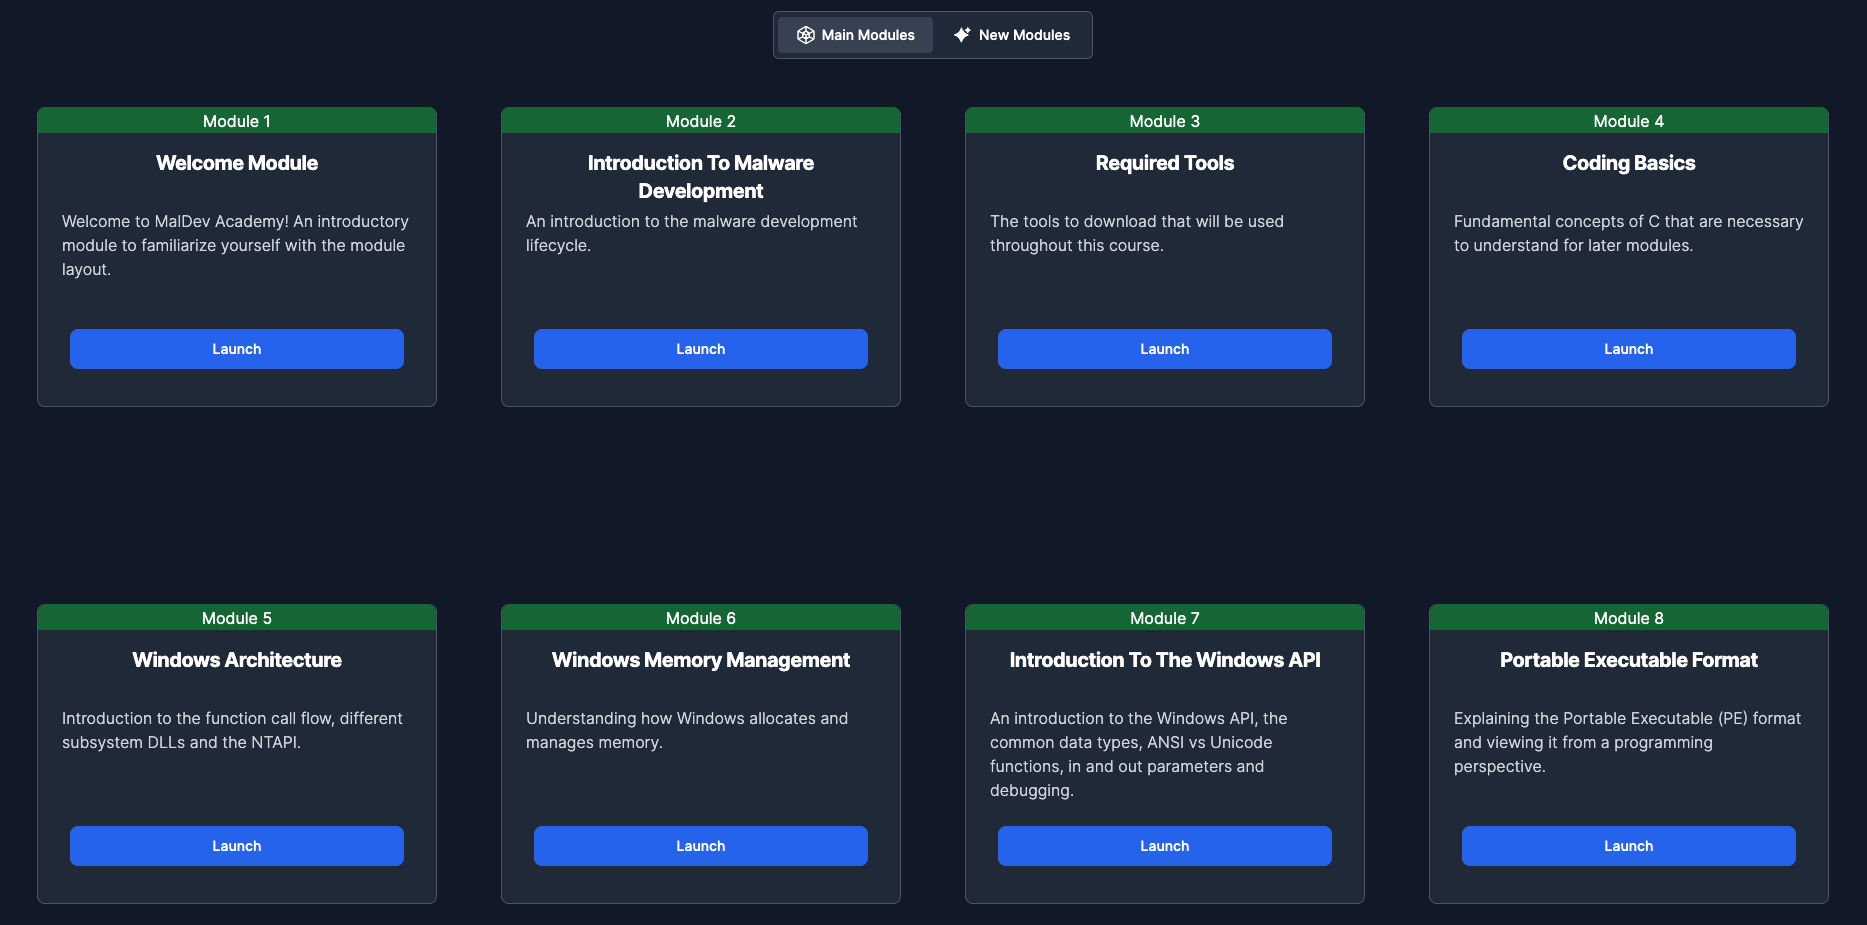 Main Modules
New Modules
Module 1
Welcome Module
Welcome to MalDev Academy! An introductory
module to familiarize yourself with the module
layout.
Launch
Module 2
Introduction To Malware
Development
An introduction to the malware development
lifecycle.
Launch
Module 3
Required Tools
The tools to download that will be used
throughout this course.
Launch
Module 4
Coding Basics
Fundamental concepts of C that are necessary
to understand for later modules.
Launch
Module 5
Windows Architecture
Introduction to the function call flow, different
subsystem DLLs and the NTAPI.
Launch
Module 6
Windows Memory Management
Understanding how Windows allocates and
manages memory.
Launch
Module 7
Introduction To The Windows API
An introduction to the Windows API, the
common data types, ANSI vs Unicode
functions, in and out parameters and
debugging.
Launch
Module 8
Portable Executable Format
Explaining the Portable Executable (PE) format
and viewing it from a programming
perspective.
Launch